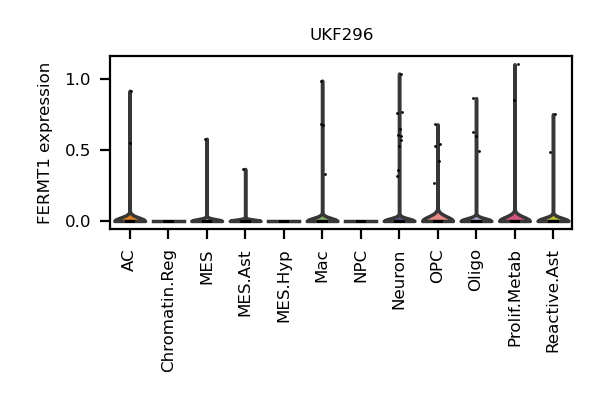 UKF296
FERMT1 expression
1.0
0.5
0.0
AC
Chromatin.Reg
MES
MES.Ast
MES.Hyp
Mac
NPC
Neuron
OPC
Oligo
Prolif.Metab
Reactive.Ast